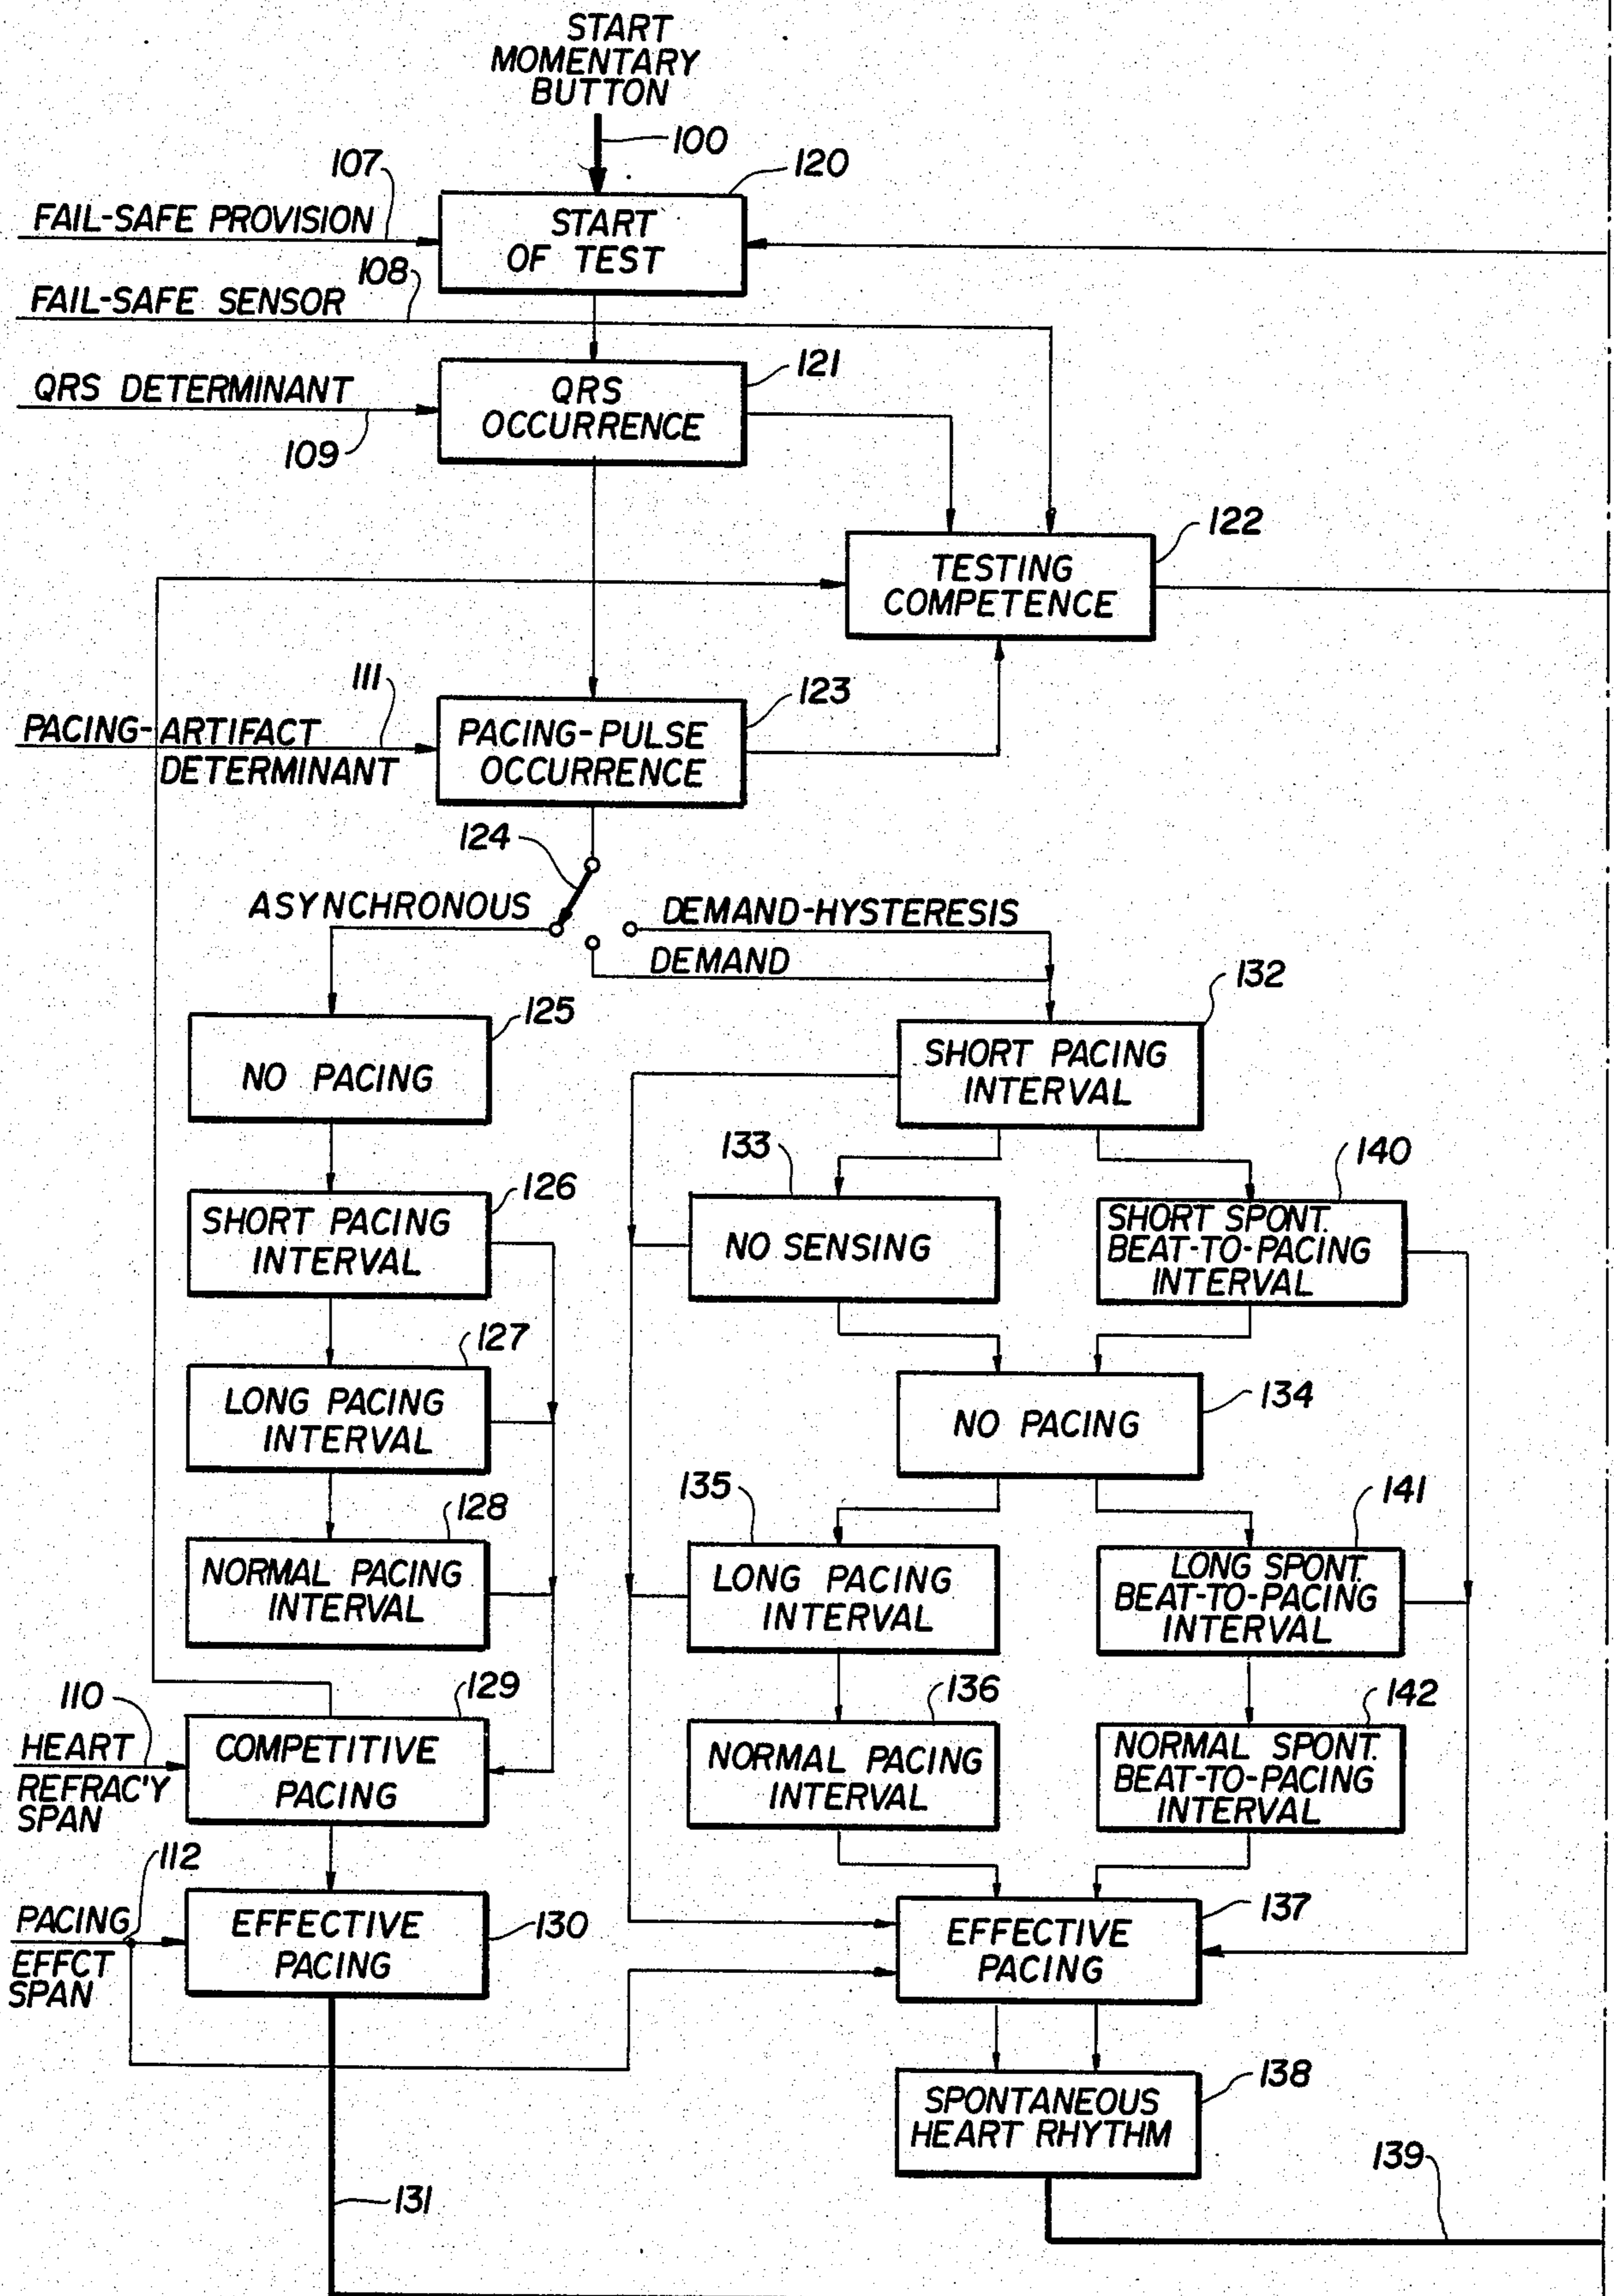 START
MOMENTARY
BUTTON
100
107
120
FAIL-SAFE PROVISION
START
OF TEST
108
FAIL-SAFE SENSOR
121
QRS DETERMINANT
QRS
OCCURRENCE
109
122
TESTING
COMPETENCE
111
123
PACING-ARTIFACT
DETERMINANT
PACING-PULSE
OCCURRENCE
124
ASYNCHRONOUS
DEMAND-HYSTERESIS
DEMAND
132
125
NO PACING
SHORT PACING
INTERVAL
133
140
126
SHORT PACING
INTERVAL
NO SENSING
SHORT SPONT.
BEAT-TO-PACING
INTERVAL
127
LONG PACING
INTERVAL
134
NO PACING
135
141
128
NORMAL PACING
INTERVAL
LONG PACING
INTERVAL
LONG SPONT.
BEAT-TO-PACING
INTERVAL
110
129
136
142
HEART
REFRAC'Y
SPAN
COMPETITIVE
PACING
NORMAL PACING
INTERVAL
NORMAL SPONT.
BEAT-TO-PACING
INTERVAL
112
PACING
EFFCT
SPAN
EFFECTIVE
PACING
130
137
EFFECTIVE
PACING
138
SPONTANEOUS
HEART RHYTHM
139
131